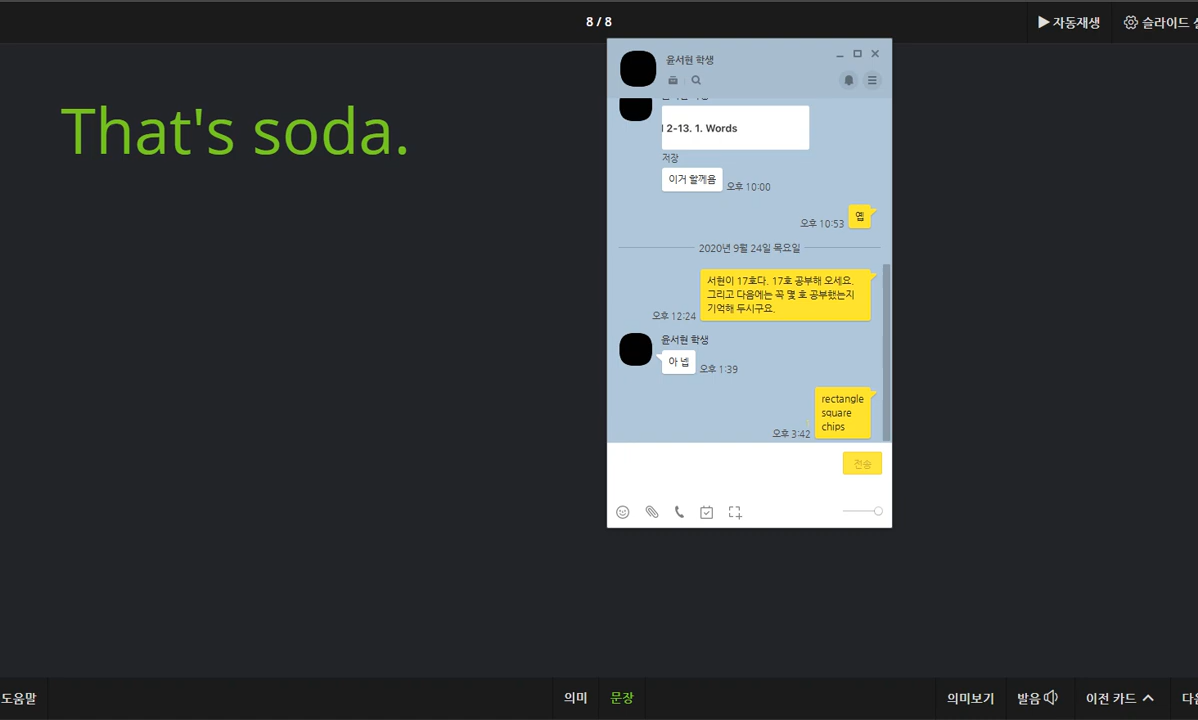 8 / 8
자동재생
슬라이드
That's soda.
윤서현 학생
l 2-13. 1. Words
저장
이거 할께욤
오후 10:00
옙
오후 10:53
2020년 9월 24일 목요일
서현이 17호다. 17호 공부해 오세요.
그리고 다음에는 꼭 몇 호 공부했는지
기억해 두시구요.
오후 12:24
윤서현 학생
아 넵
오후 1:39
rectangle
square
chips
오후 3:42
전송
도움말
의미
문장
의미보기
발음
이전 카드